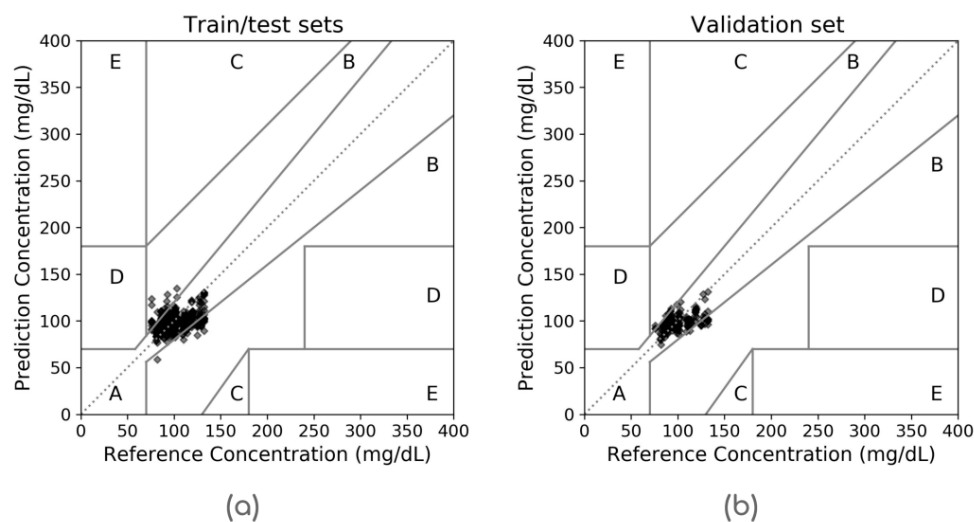 Train/test sets
Prediction Concentration (mg/dL)
400
350
300
250
200
150
100
50
0
E
C
B
B
D
D
A
C
E
0 50 100 150 200 250 300 350 400
Reference Concentration (mg/dL)
(a)
Validation set
Prediction Concentration (mg/dL)
400
350
300
250
200
150
100
50
0
E
C
B
B
D
D
A
C
E
0 50 100 150 200 250 300 350 400
Reference Concentration (mg/dL)
(b)